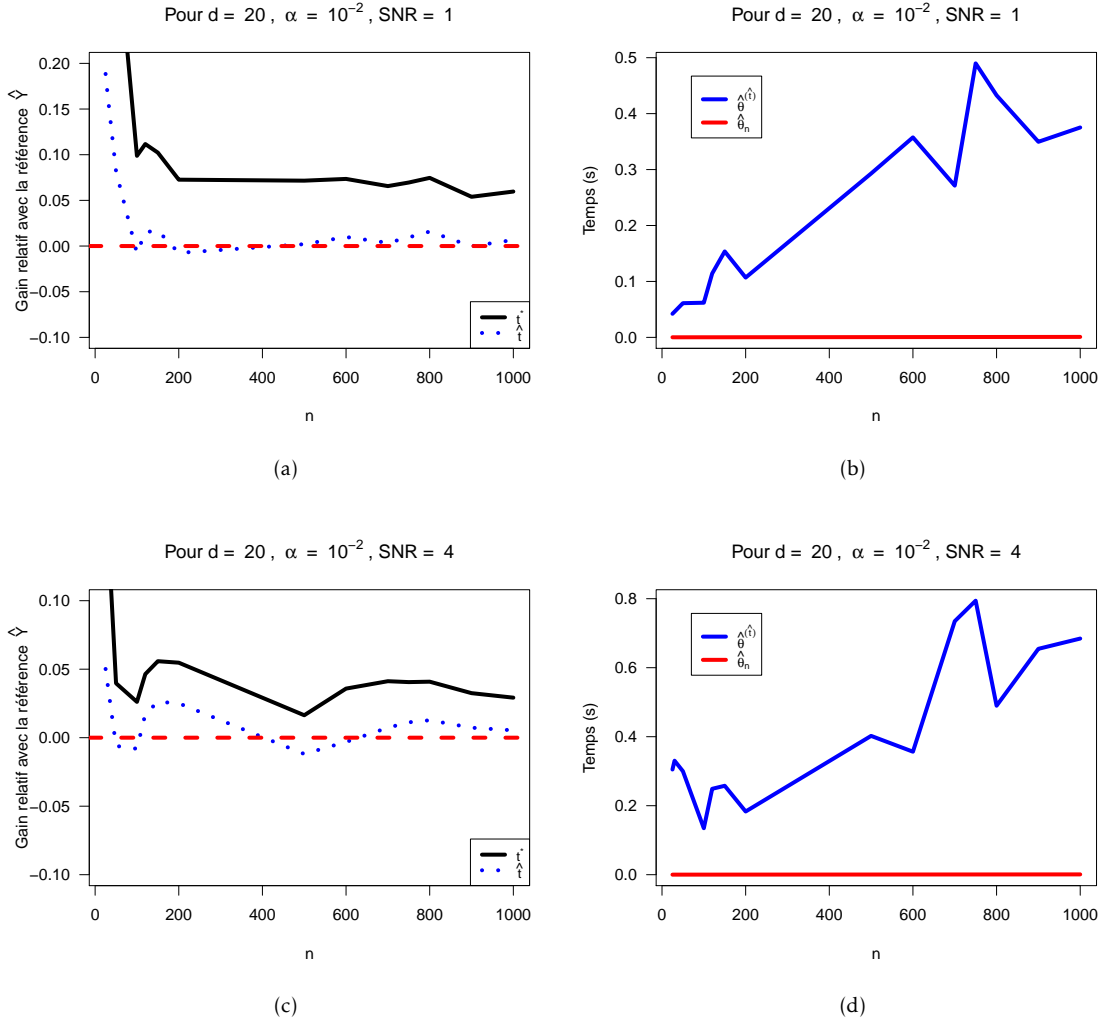 Pour d = 20 , α = 10⁻² , SNR = 1
Gain relatif avec la référence Ŷ
0.20
0.15
0.10
0.05
0.00
−0.05
−0.10
t*
t̂
0 200 400 600 800 1000
n
(a)
Pour d = 20 , α = 10⁻² , SNR = 1
Temps (s)
0.5
0.4
0.3
0.2
0.1
0.0
θ̂⁽ᵗ̂⁾
θ̂ₙ
0 200 400 600 800 1000
n
(b)
Pour d = 20 , α = 10⁻² , SNR = 4
Gain relatif avec la référence Ŷ
0.10
0.05
0.00
−0.05
−0.10
t*
t̂
0 200 400 600 800 1000
n
(c)
Pour d = 20 , α = 10⁻² , SNR = 4
Temps (s)
0.8
0.6
0.4
0.2
0.0
θ̂⁽ᵗ̂⁾
θ̂ₙ
0 200 400 600 800 1000
n
(d)